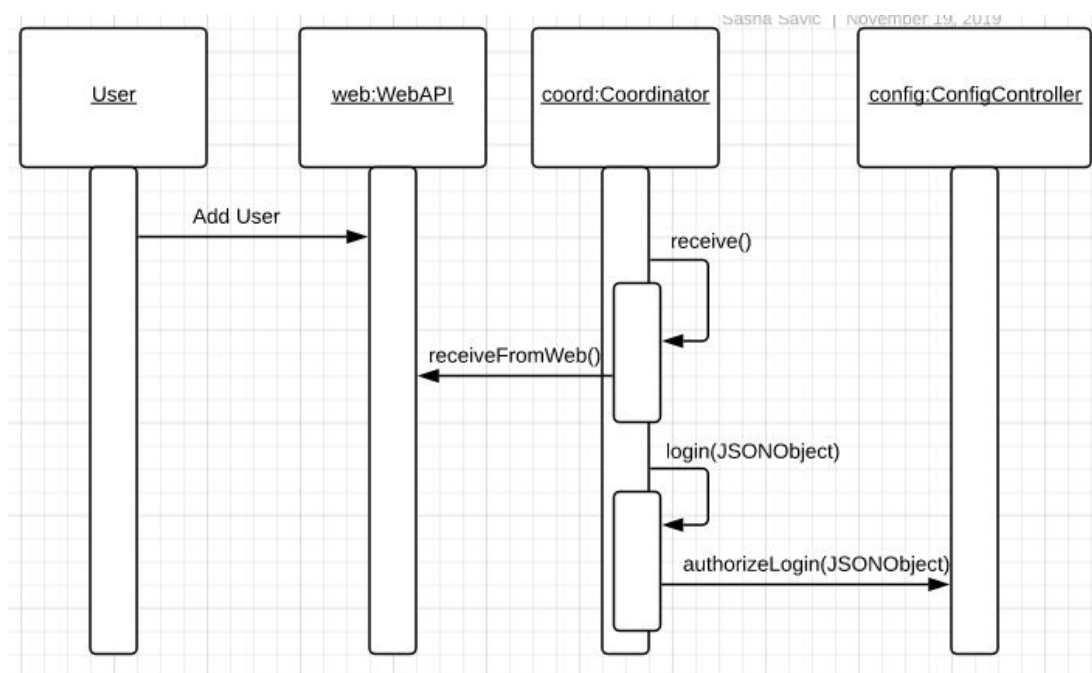 Sasha Savic | November 19, 2019
User
web:WebAPI
coord:Coordinator
config:ConfigController
Add User
receive()
receiveFromWeb()
login(JSONObject)
authorizeLogin(JSONObject)